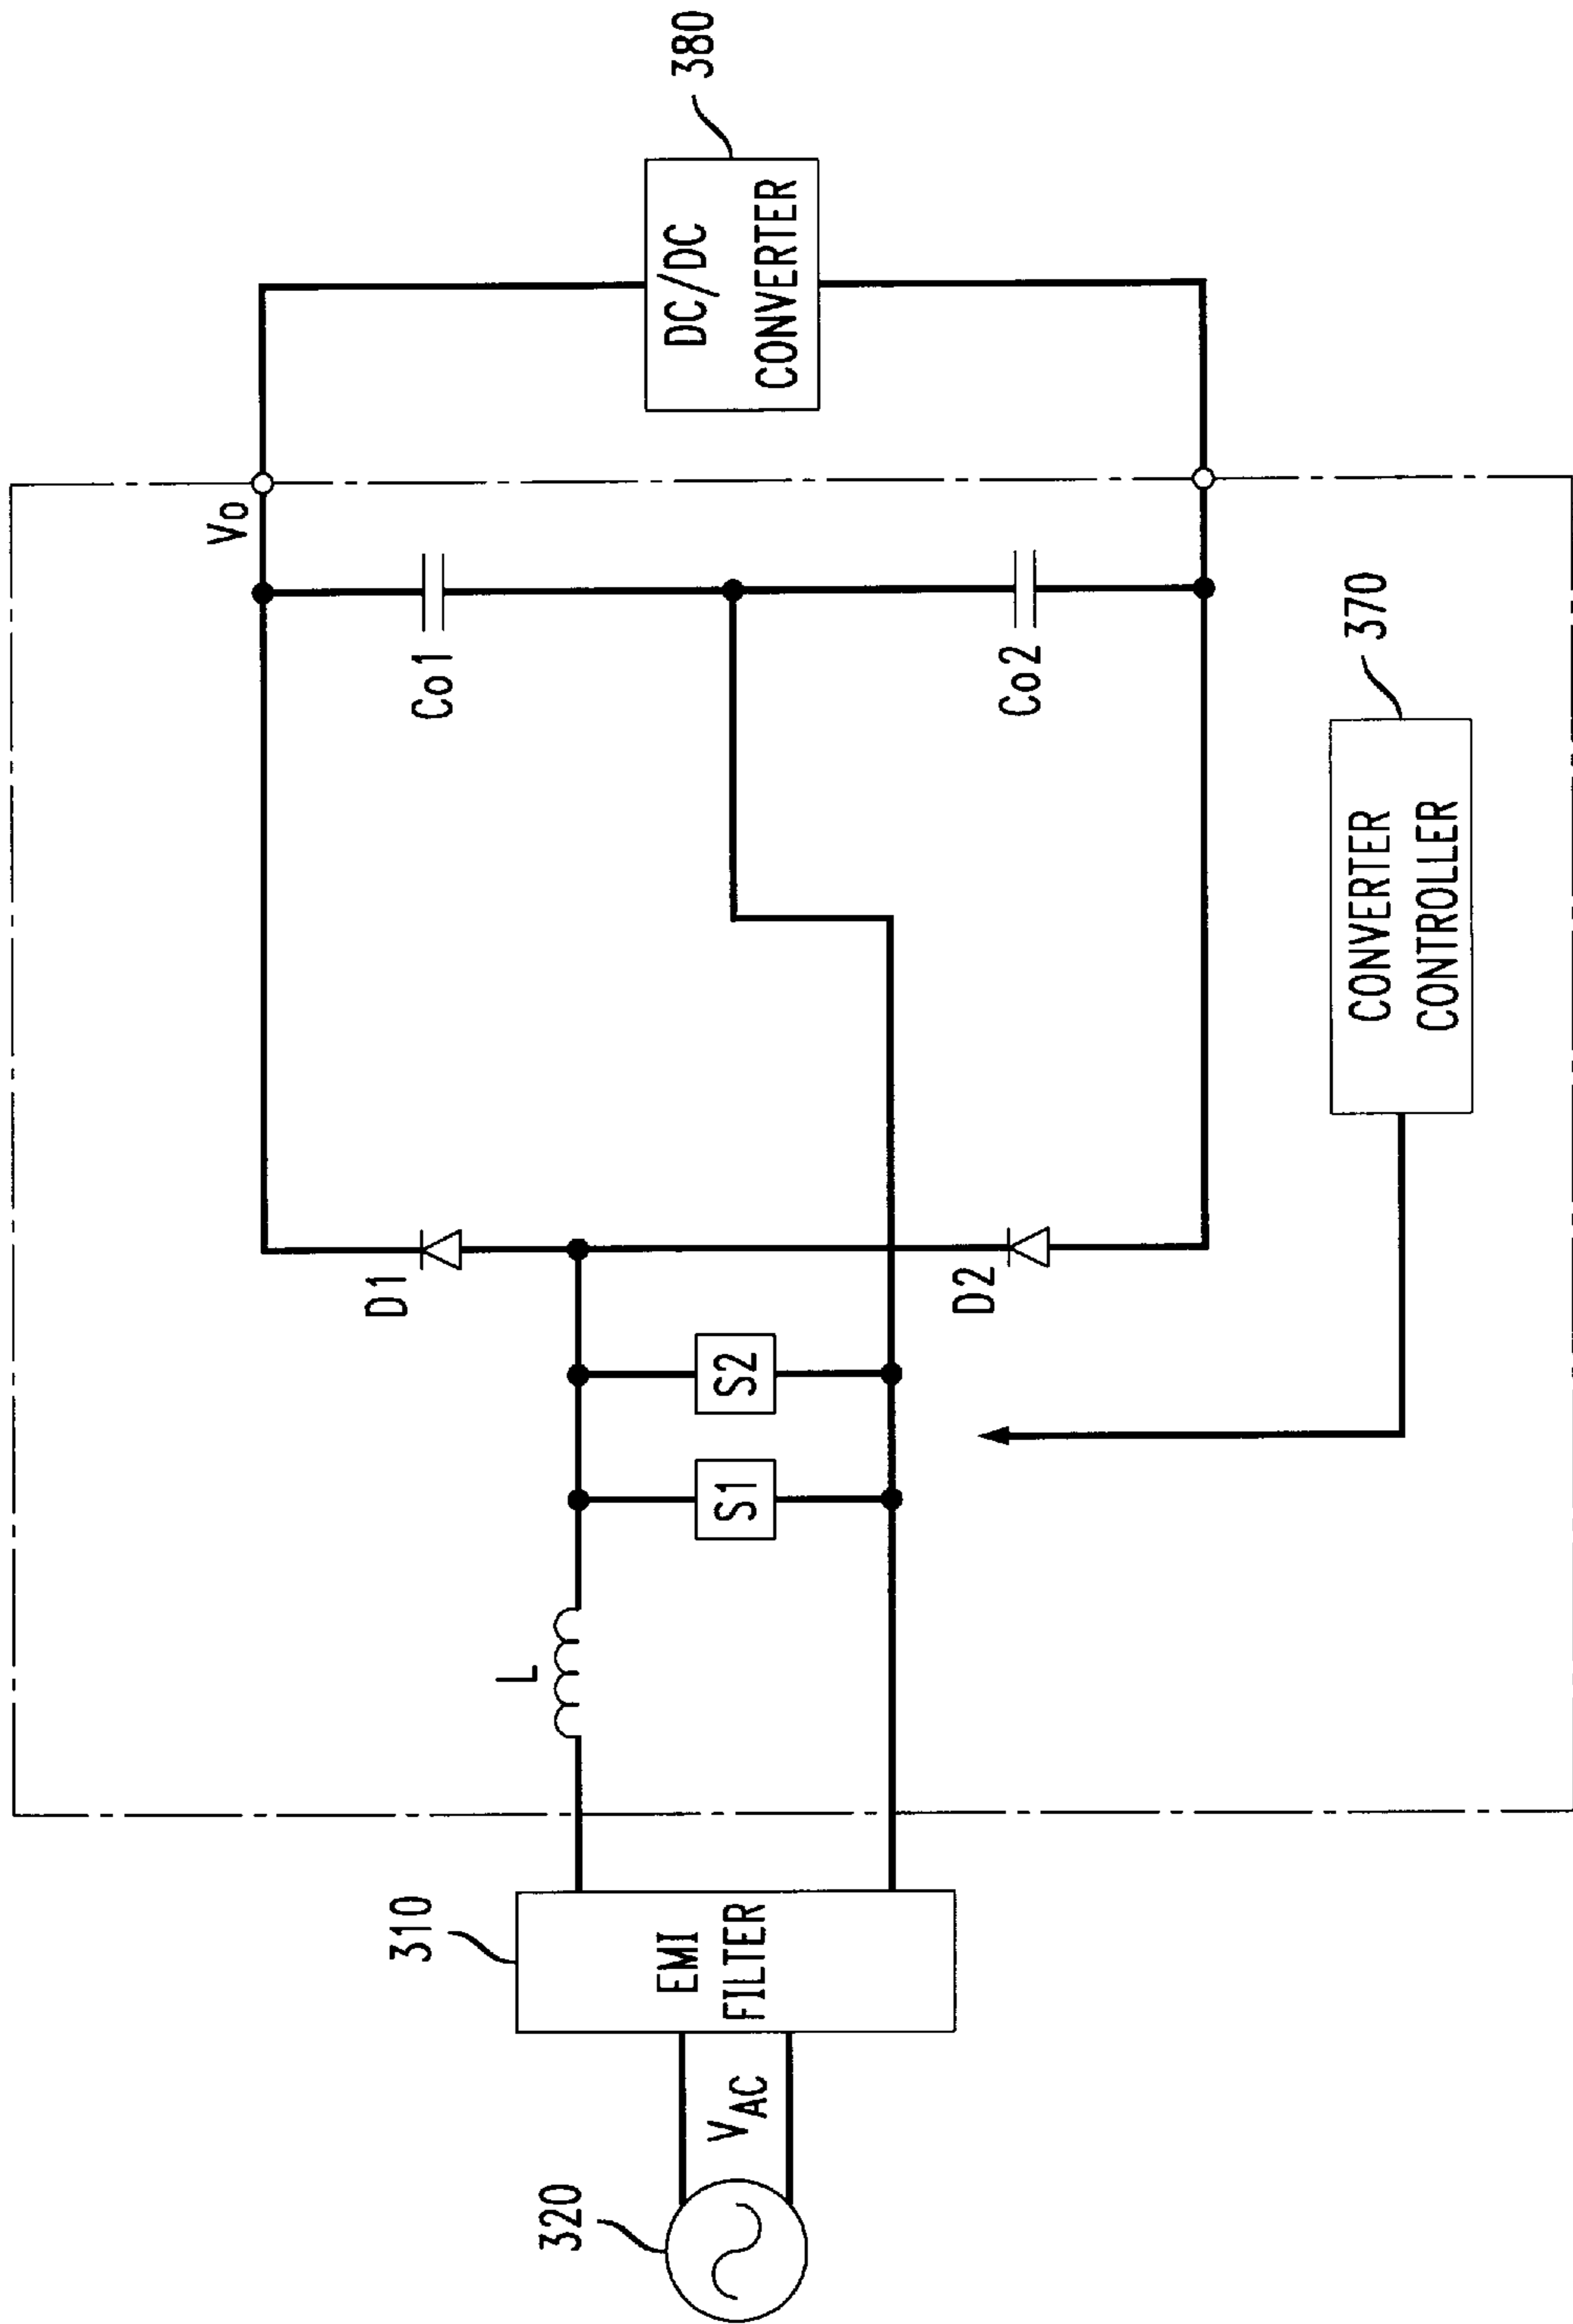 320
VAC
310
EMI
FILTER
L
S1
S2
D1
D2
Co1
Co2
Vo
CONVERTER
CONTROLLER
370
DC/DC
CONVERTER
380